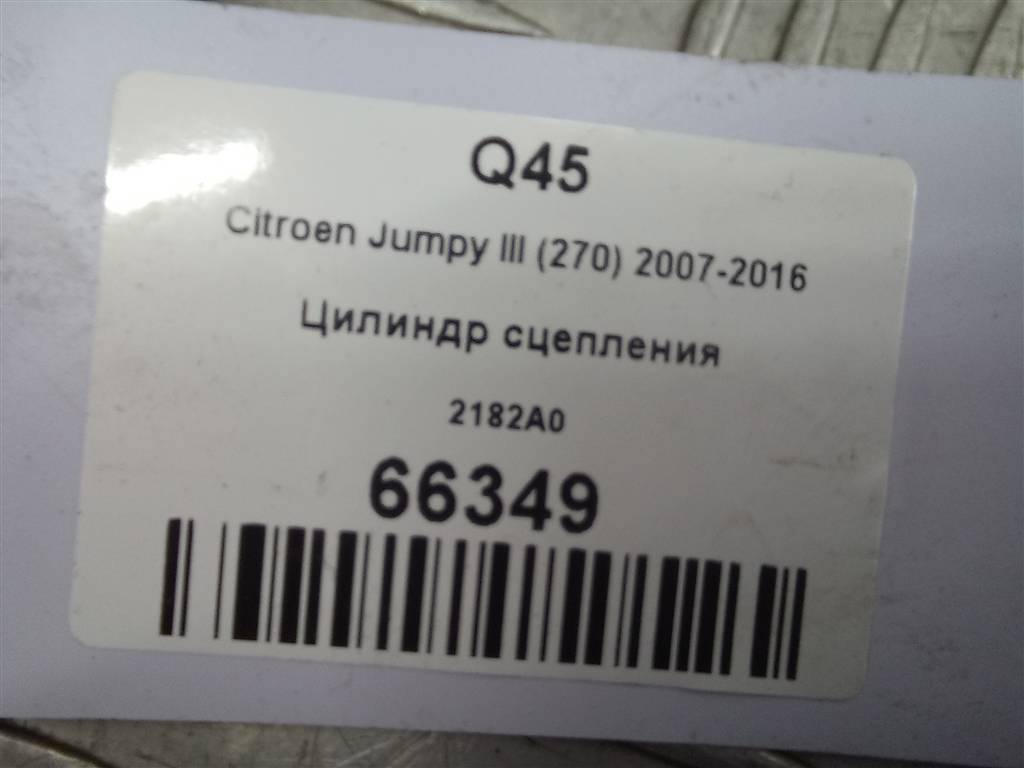 Q45
Citroen Jumpy III (270) 2007-2016
Цилиндр сцепления
2182A0
66349